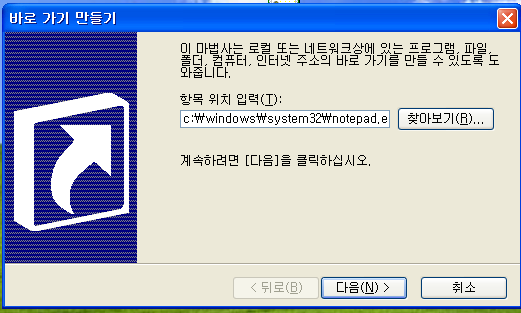 바로 가기 만들기
이 마법사는 로컬 또는 네트워크상에 있는 프로그램, 파일,
폴더, 컴퓨터, 인터넷 주소의 바로 가기를 만들 수 있도록 도
와줍니다.
항목 위치 입력(T):
c:₩windows₩system32₩notepad.e
찾아보기(R)...
계속하려면 [다음]을 클릭하십시오.
< 뒤로(B)
다음(N) >
취소